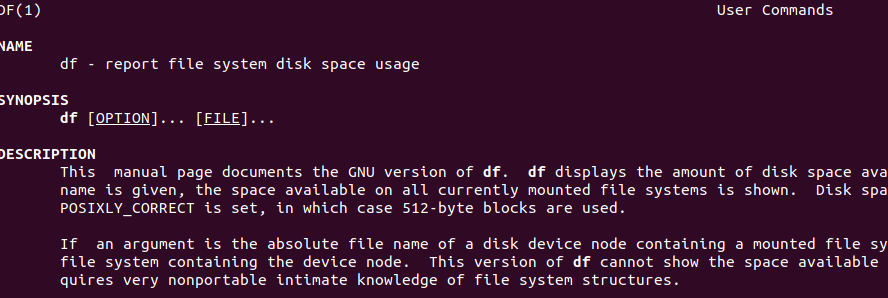 DF(1) User Commands
NAME
df - report file system disk space usage
SYNOPSIS
df [OPTION]... [FILE]...
DESCRIPTION
This manual page documents the GNU version of df. df displays the amount of disk space ava
name is given, the space available on all currently mounted file systems is shown. Disk spa
POSIXLY_CORRECT is set, in which case 512-byte blocks are used.
If an argument is the absolute file name of a disk device node containing a mounted file sy
file system containing the device node. This version of df cannot show the space available
quires very nonportable intimate knowledge of file system structures.